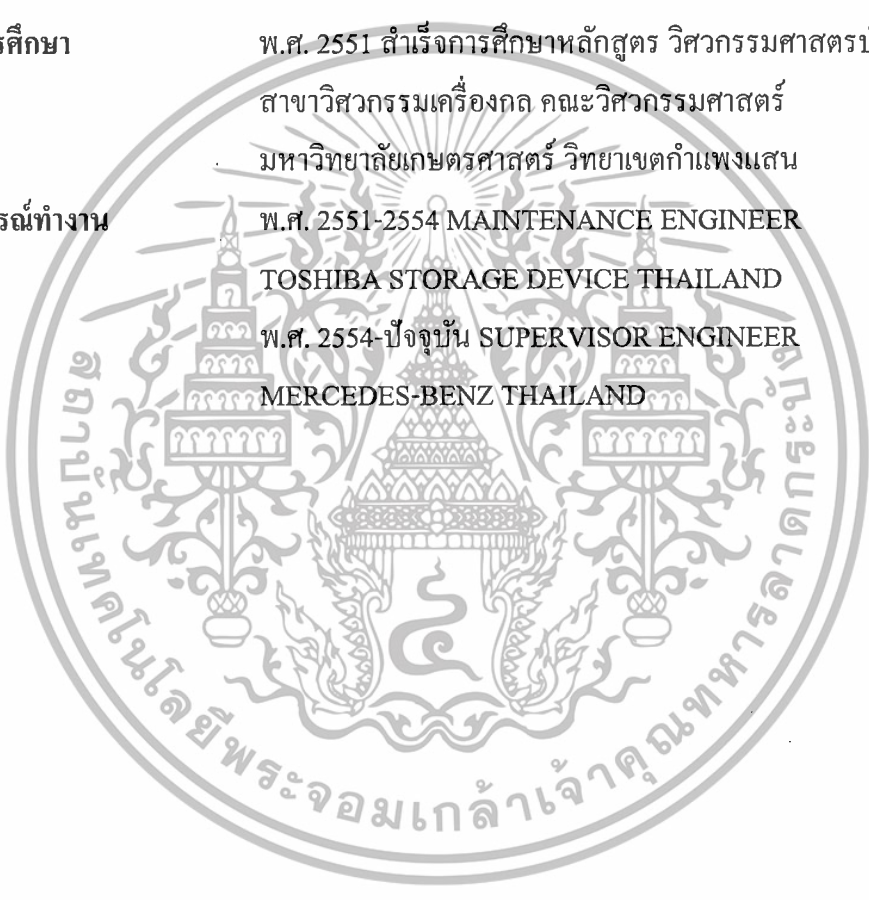 รศึกษา พ.ศ. 2551 สำเร็จการศึกษาหลักสูตร วิศวกรรมศาสตร
สาขาวิศวกรรมเครื่องกล คณะวิศวกรรมศาสตร์
มหาวิทยาลัยเกษตรศาสตร์ วิทยาเขตกำแพงแสน
รณ์ทำงาน พ.ศ. 2551-2554 MAINTENANCE ENGINEER
TOSHIBA STORAGE DEVICE THAILAND
พ.ศ. 2554-ปัจจุบัน SUPERVISOR ENGINEER
MERCEDES-BENZ THAILAND
สถาบันเทคโนโลยีพระจอมเกล้าเจ้าคุณทหารลาดกระบัง